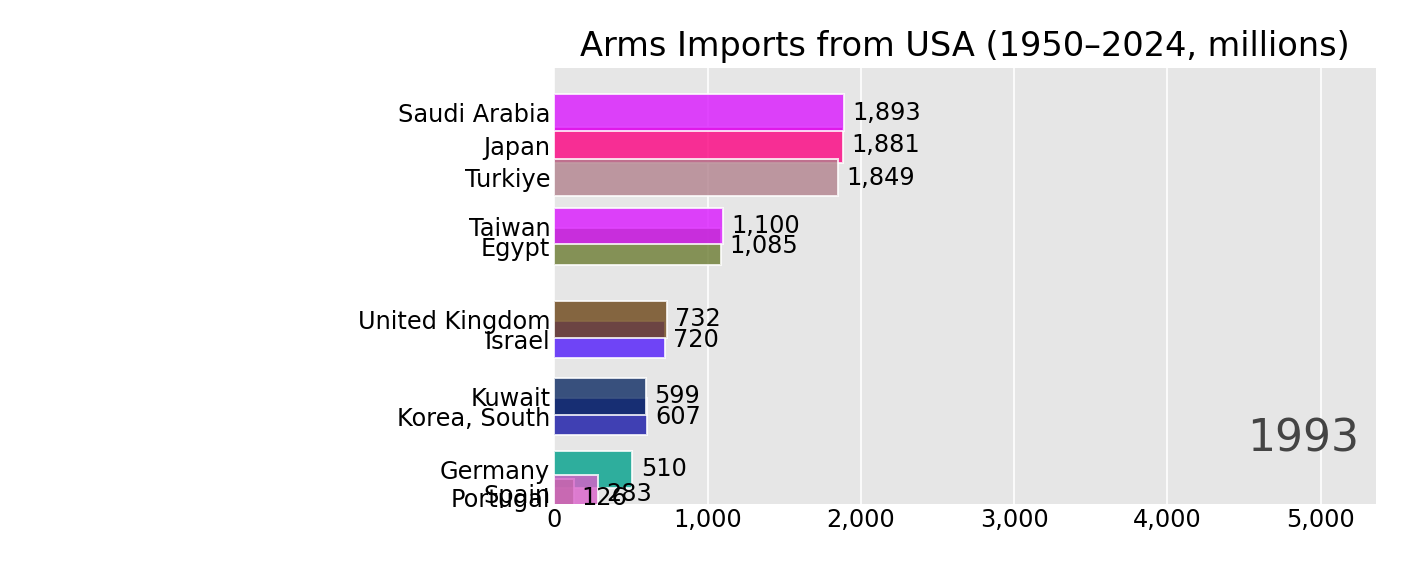 Arms Imports from USA (1950–2024, millions)
Saudi Arabia 1,893
Japan 1,881
Turkiye 1,849
Taiwan 1,100
Egypt 1,085
United Kingdom 732
Israel 720
Kuwait 599
Korea, South 607
1993
Germany 510
Spain 283
Portugal 126
0 1,000 2,000 3,000 4,000 5,000